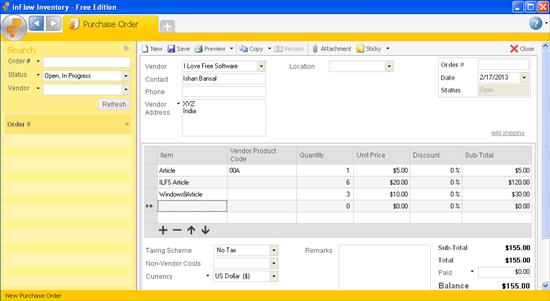 inFlow Inventory - Free Edition
Purchase Order
Search
Order #
Status Open, In Progress
Vendor
Refresh
Order #
New Save Preview Copy Version Attachment Sticky Close
Vendor I Love Free Software Location Order #
Contact Ishan Bansal Date 2/17/2013
Phone Status Open
Vendor Address XYZ
India
add shipping
Item Vendor Product Code Quantity Unit Price Discount Sub-Total
Article 00A 1 $5.00 0 % $5.00
ILFS Article 6 $20.00 0 % $120.00
Windows8Article 3 $10.00 0 % $30.00
0 $0.00 0 % $0.00
Taxing Scheme No Tax Remarks Sub-Total $155.00
Non-Vendor Costs Total $155.00
Currency US Dollar ($) Paid $0.00
Balance $155.00
New Purchase Order